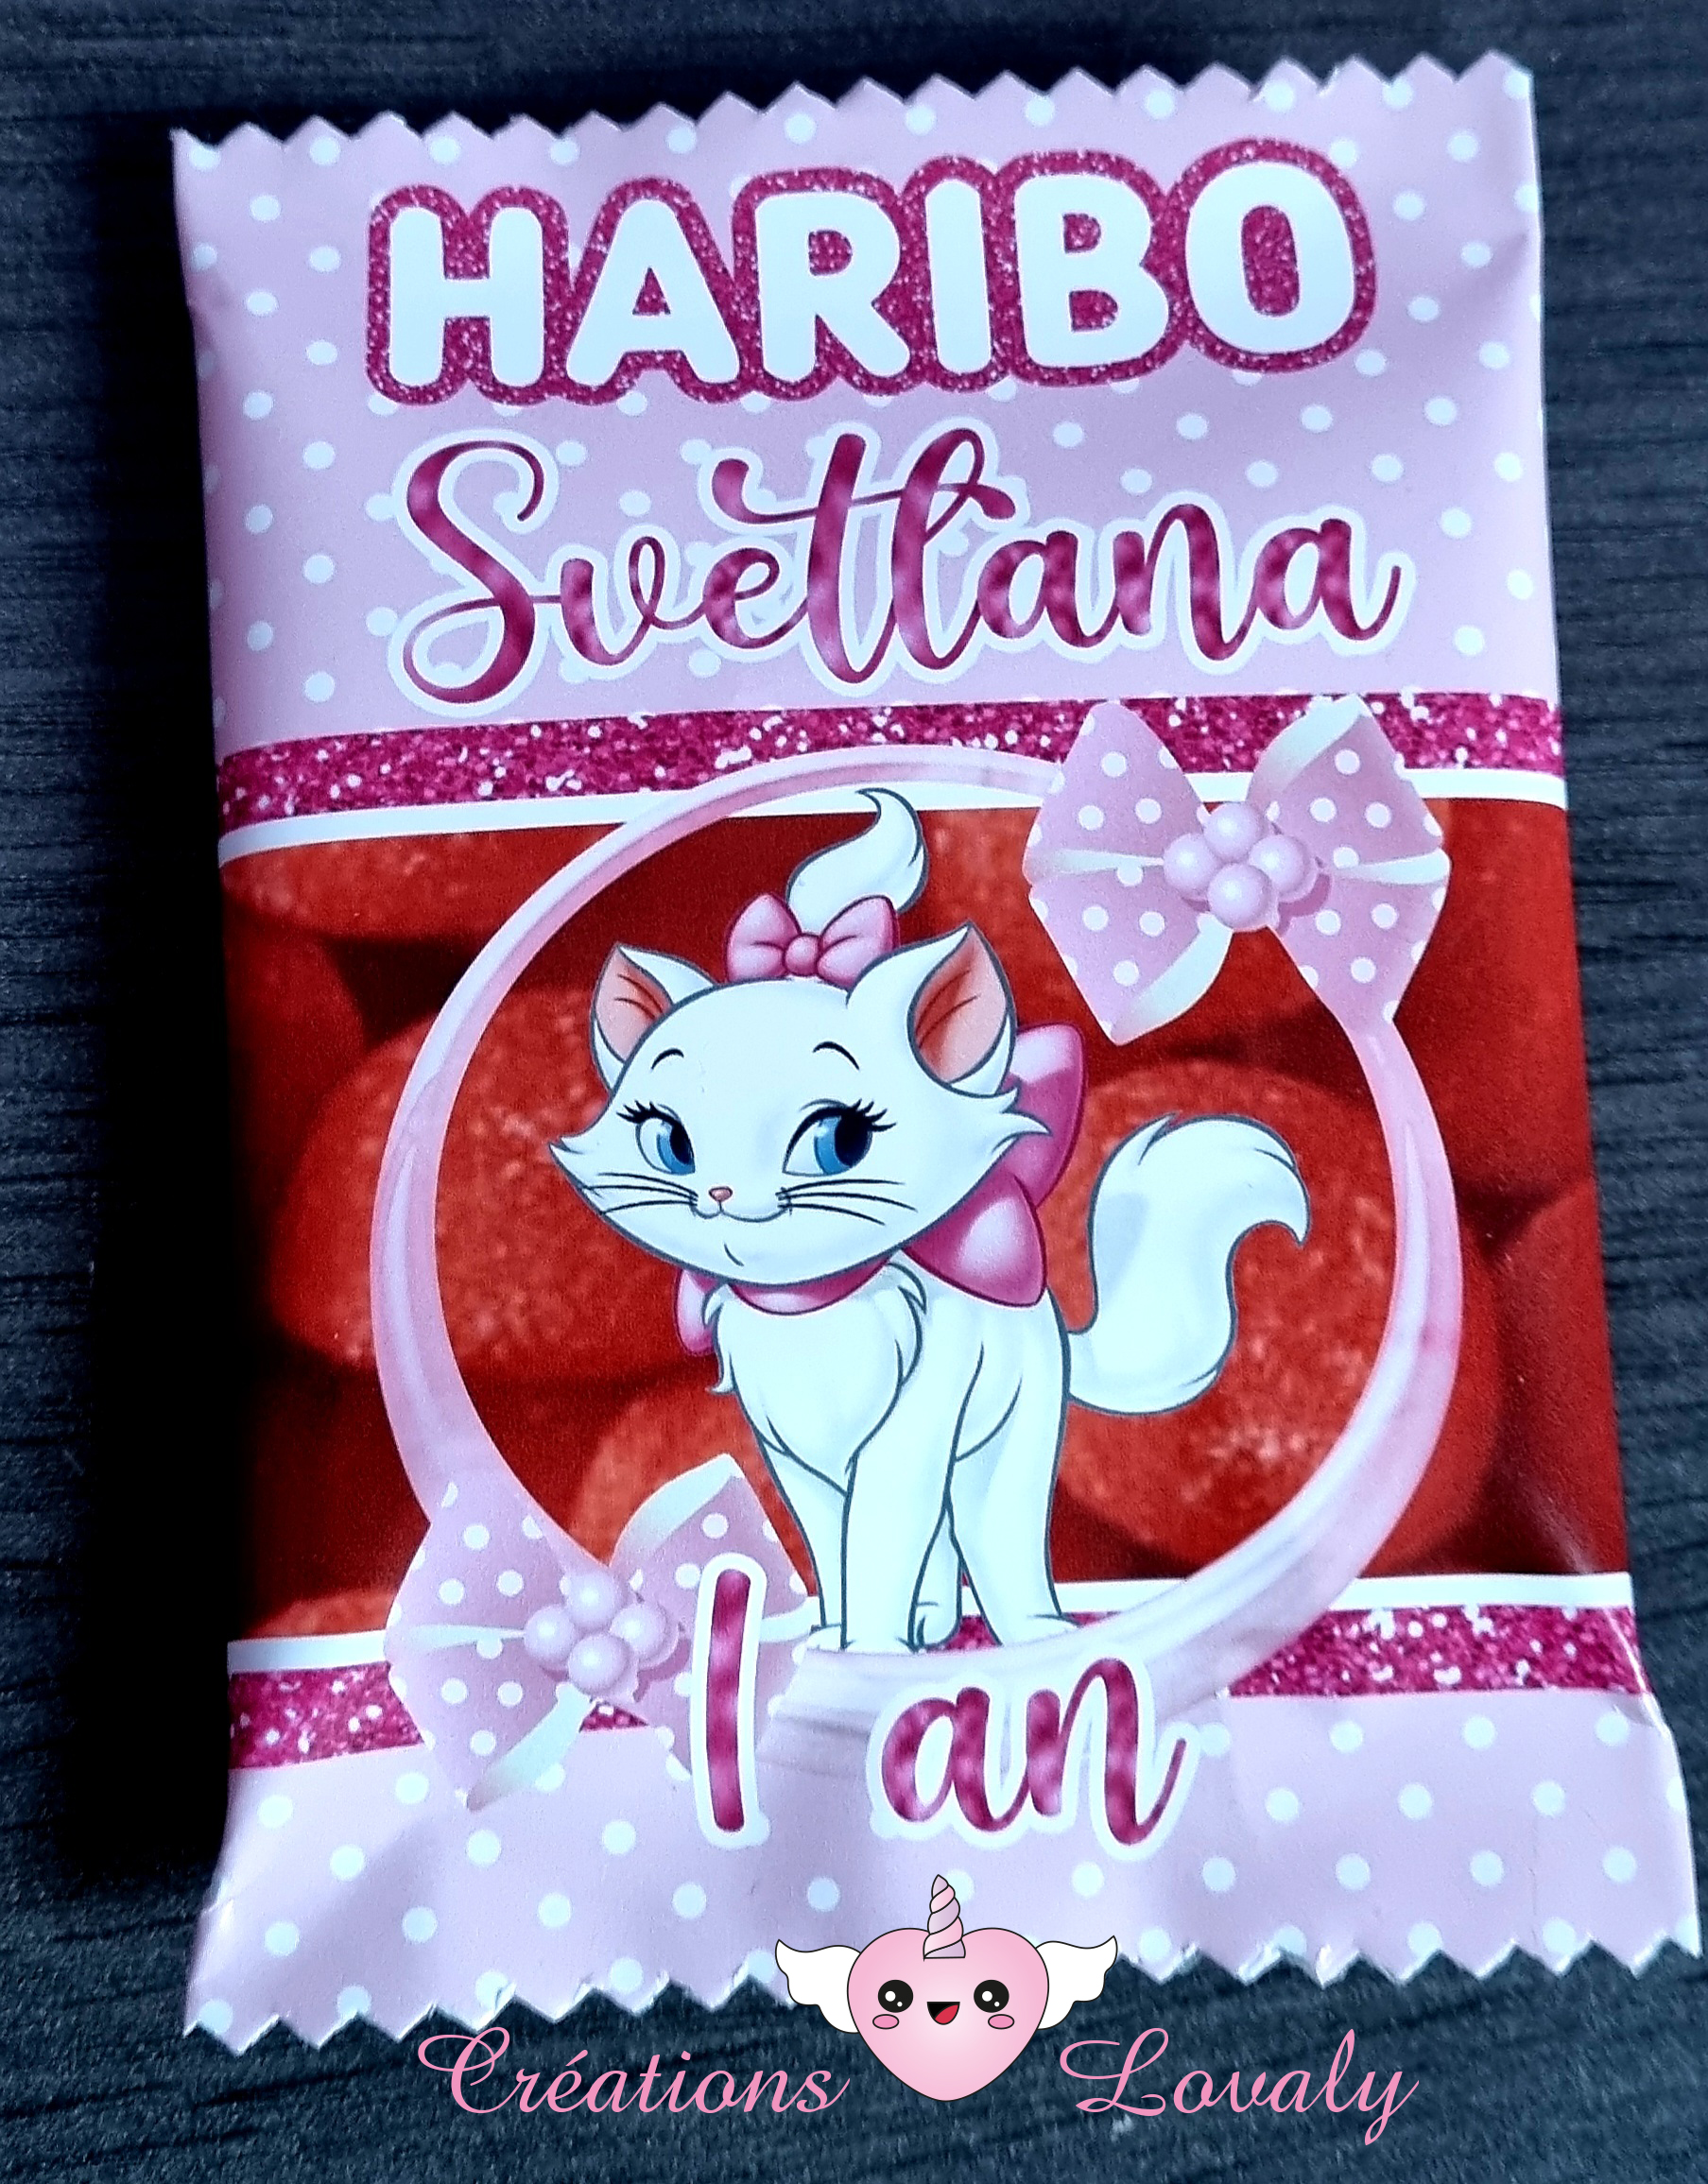 HARIBO
Svetlana
1 an
Créations Lovaly